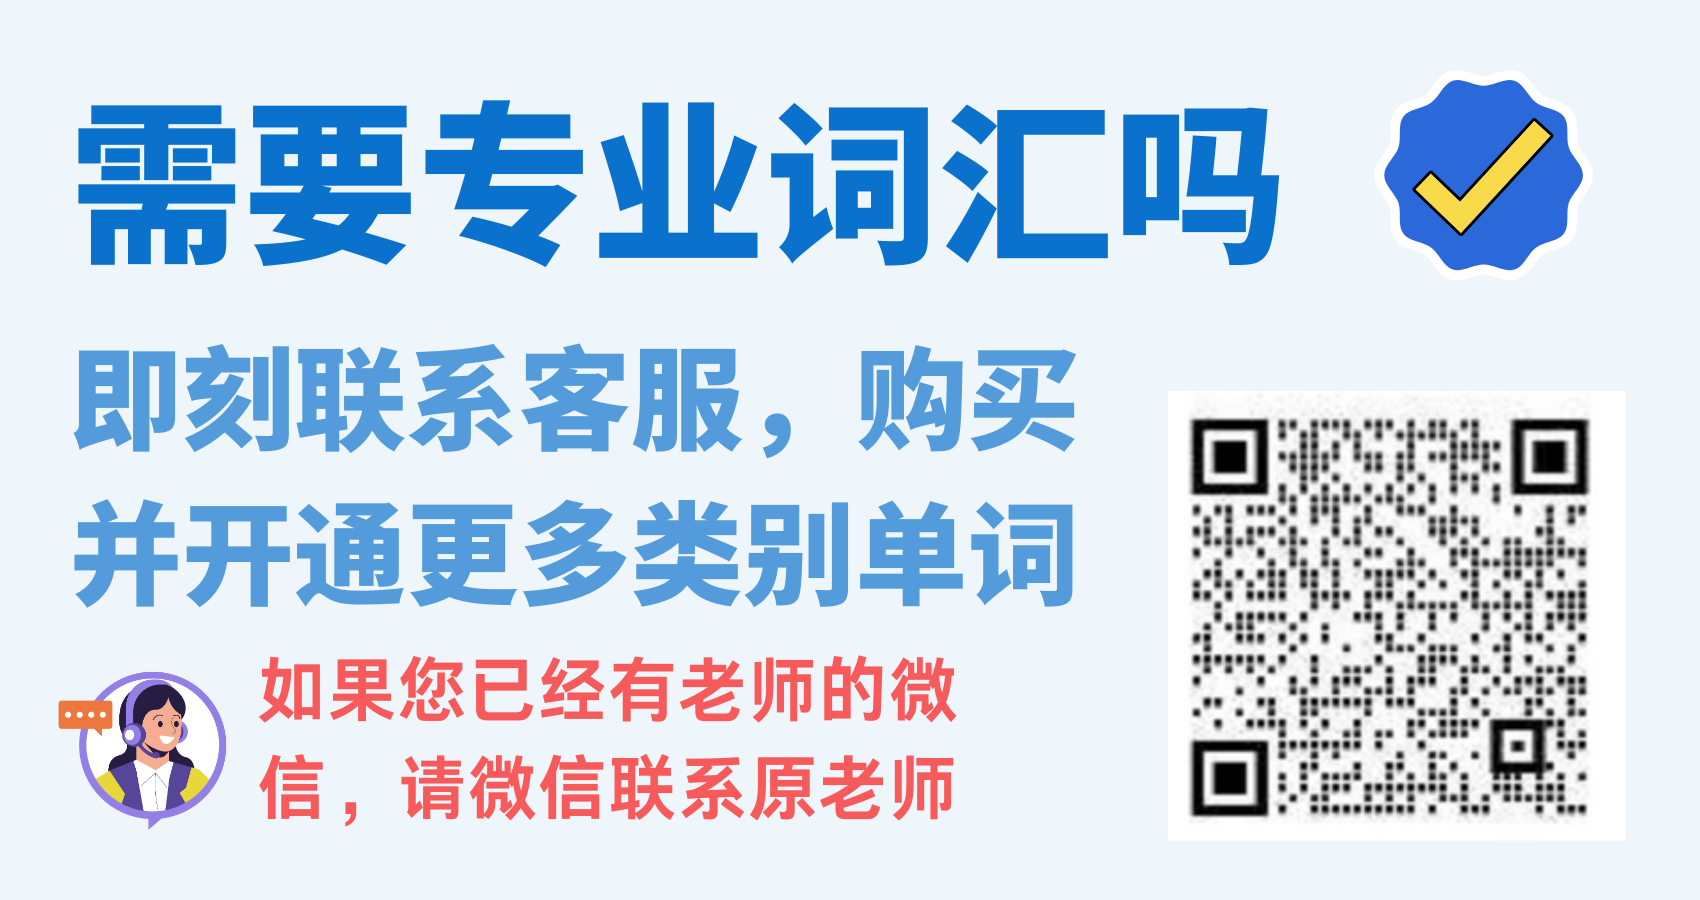 需要专业词汇吗
即刻联系客服，购买
并开通更多类别单词
如果您已经有老师的微
信，请微信联系原老师